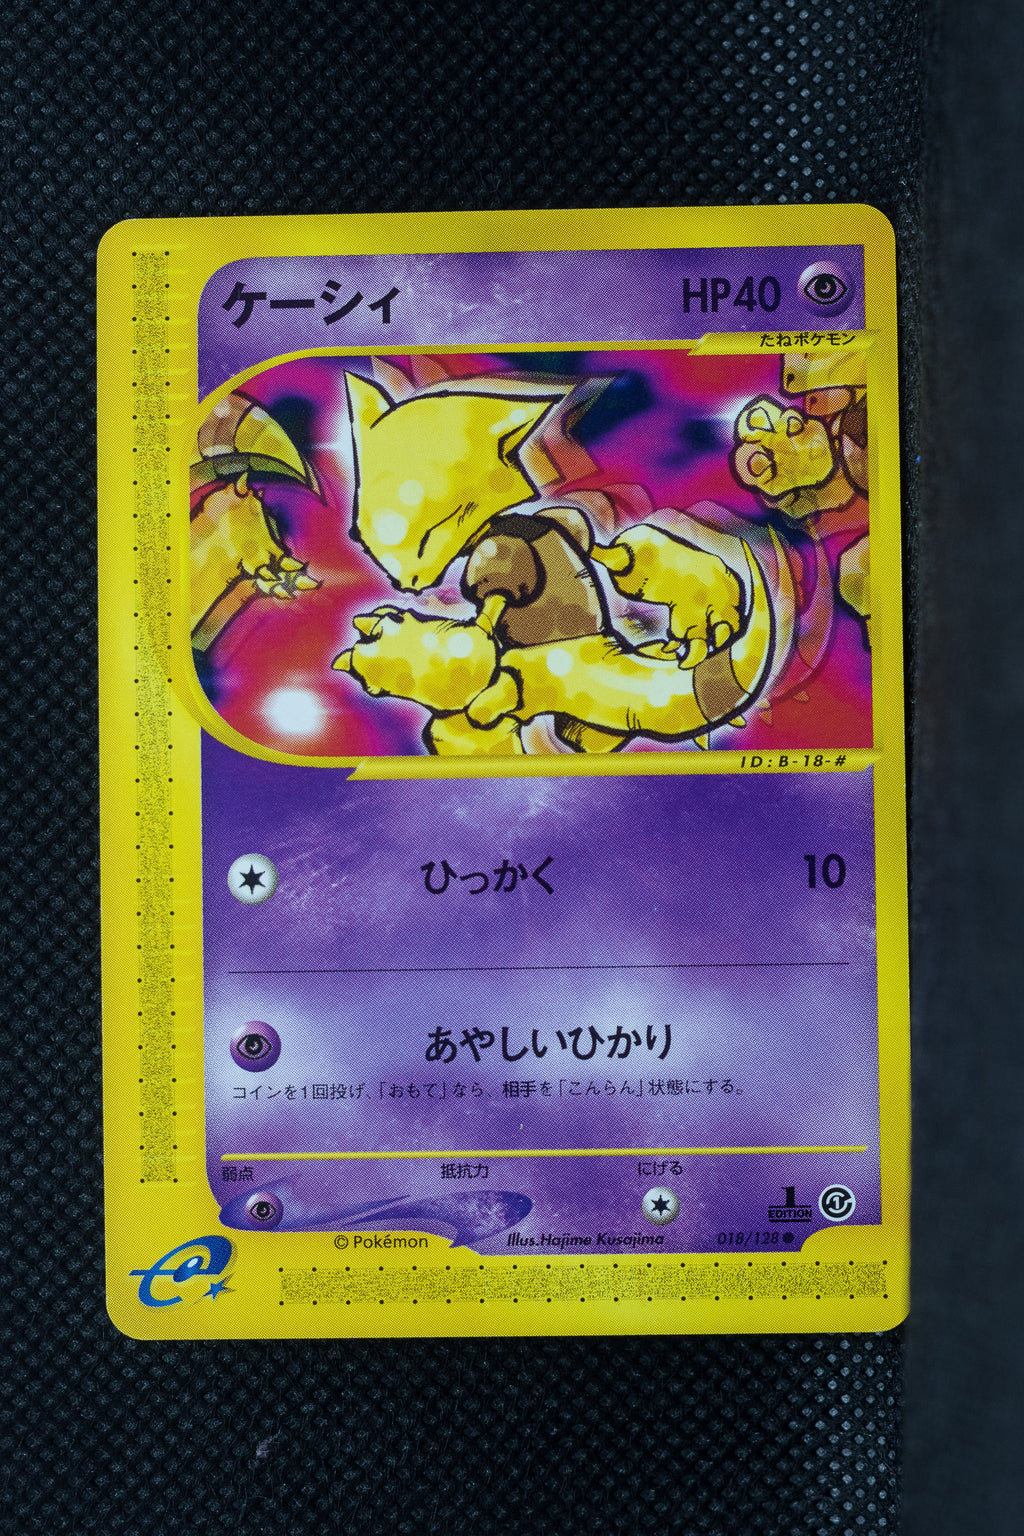 ケーシィ HP40
たねポケモン
ID:B-18-#
ひっかく 10
あやしいひかり
コインを1回投げ、「おもて」なら、相手を「こんらん」状態にする。
弱点 抵抗力 にげる
1
EDITION
© Pokémon Illus.Hajime Kusajima 018/128●
e